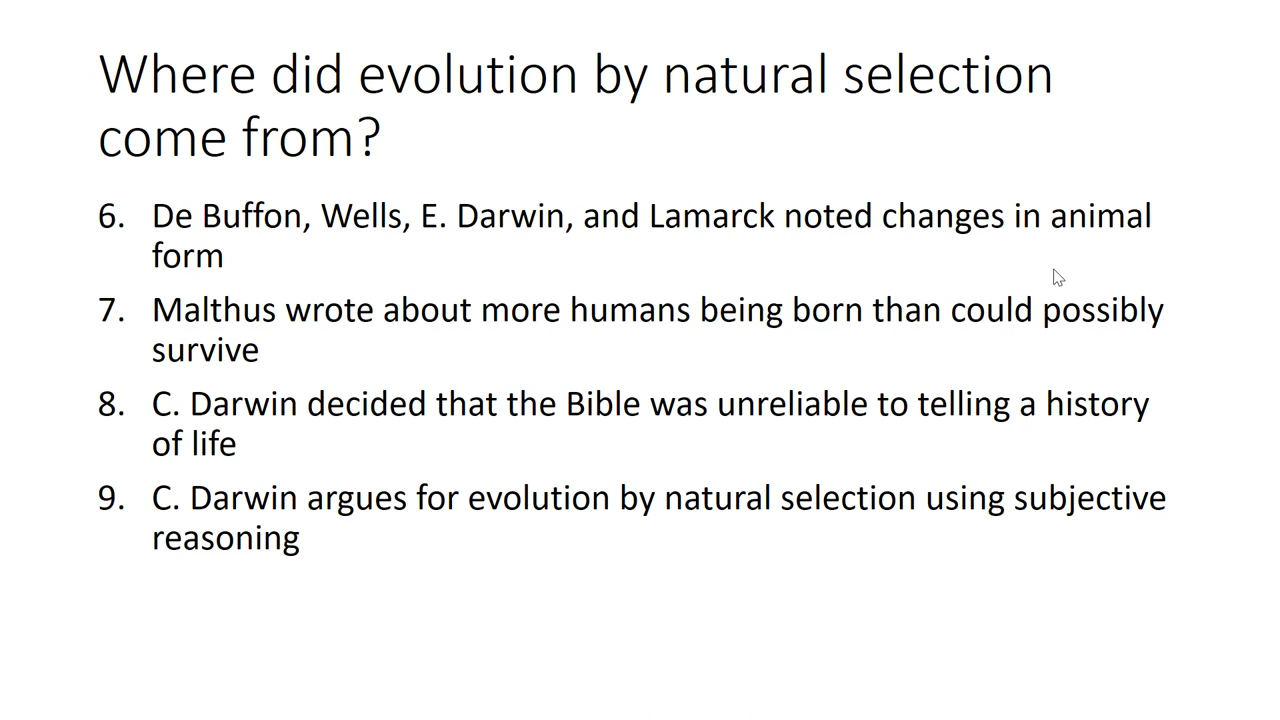 Where did evolution by natural selection
come from?
6. De Buffon, Wells, E. Darwin, and Lamarck noted changes in animal
form
7. Malthus wrote about more humans being born than could possibly
survive
8. C. Darwin decided that the Bible was unreliable to telling a history
of life
9. C. Darwin argues for evolution by natural selection using subjective
reasoning